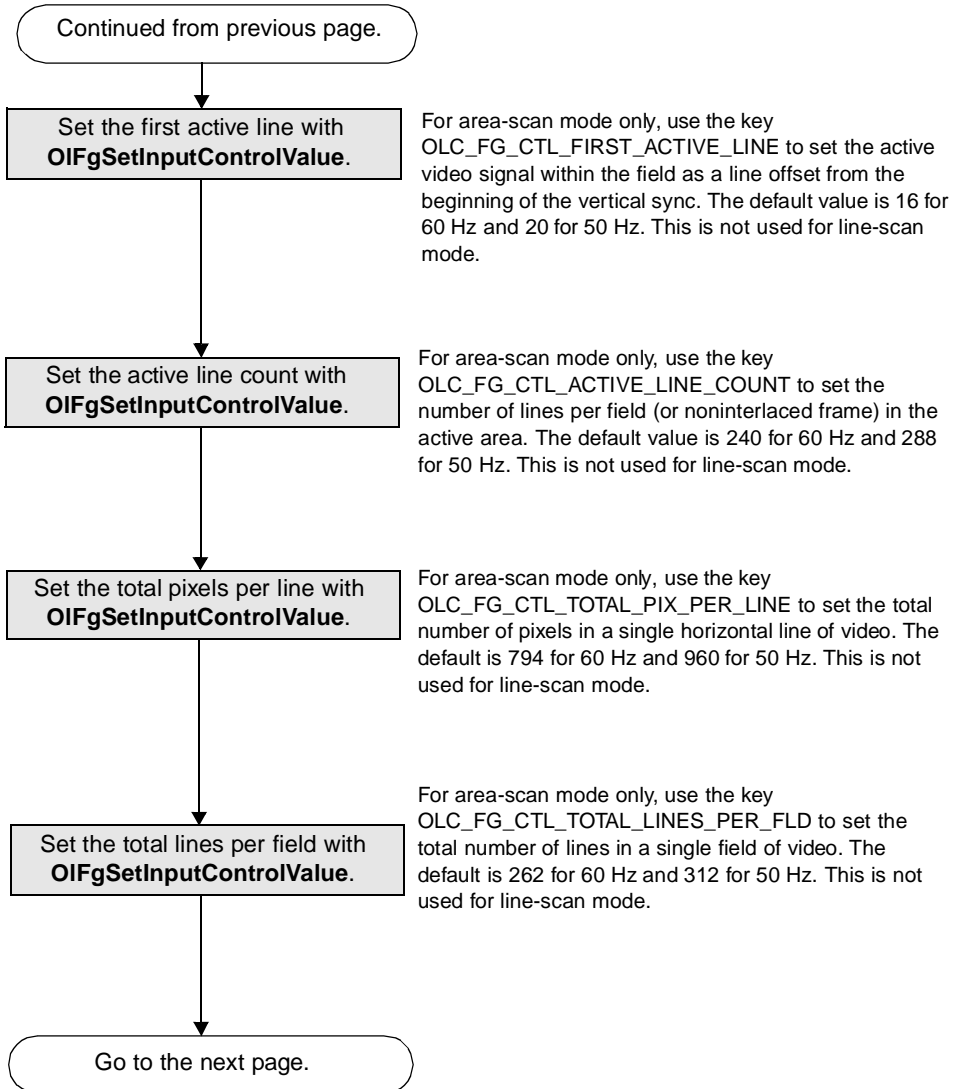 Continued from previous page.
Set the first active line with
OlFgSetInputControlValue.
For area-scan mode only, use the key
OLC_FG_CTL_FIRST_ACTIVE_LINE to set the active
video signal within the field as a line offset from the
beginning of the vertical sync. The default value is 16 for
60 Hz and 20 for 50 Hz. This is not used for line-scan
mode.
Set the active line count with
OlFgSetInputControlValue.
For area-scan mode only, use the key
OLC_FG_CTL_ACTIVE_LINE_COUNT to set the
number of lines per field (or noninterlaced frame) in the
active area. The default value is 240 for 60 Hz and 288
for 50 Hz. This is not used for line-scan mode.
Set the total pixels per line with
OlFgSetInputControlValue.
For area-scan mode only, use the key
OLC_FG_CTL_TOTAL_PIX_PER_LINE to set the total
number of pixels in a single horizontal line of video. The
default is 794 for 60 Hz and 960 for 50 Hz. This is not
used for line-scan mode.
Set the total lines per field with
OlFgSetInputControlValue.
For area-scan mode only, use the key
OLC_FG_CTL_TOTAL_LINES_PER_FLD to set the
total number of lines in a single field of video. The
default is 262 for 60 Hz and 312 for 50 Hz. This is not
used for line-scan mode.
Go to the next page.